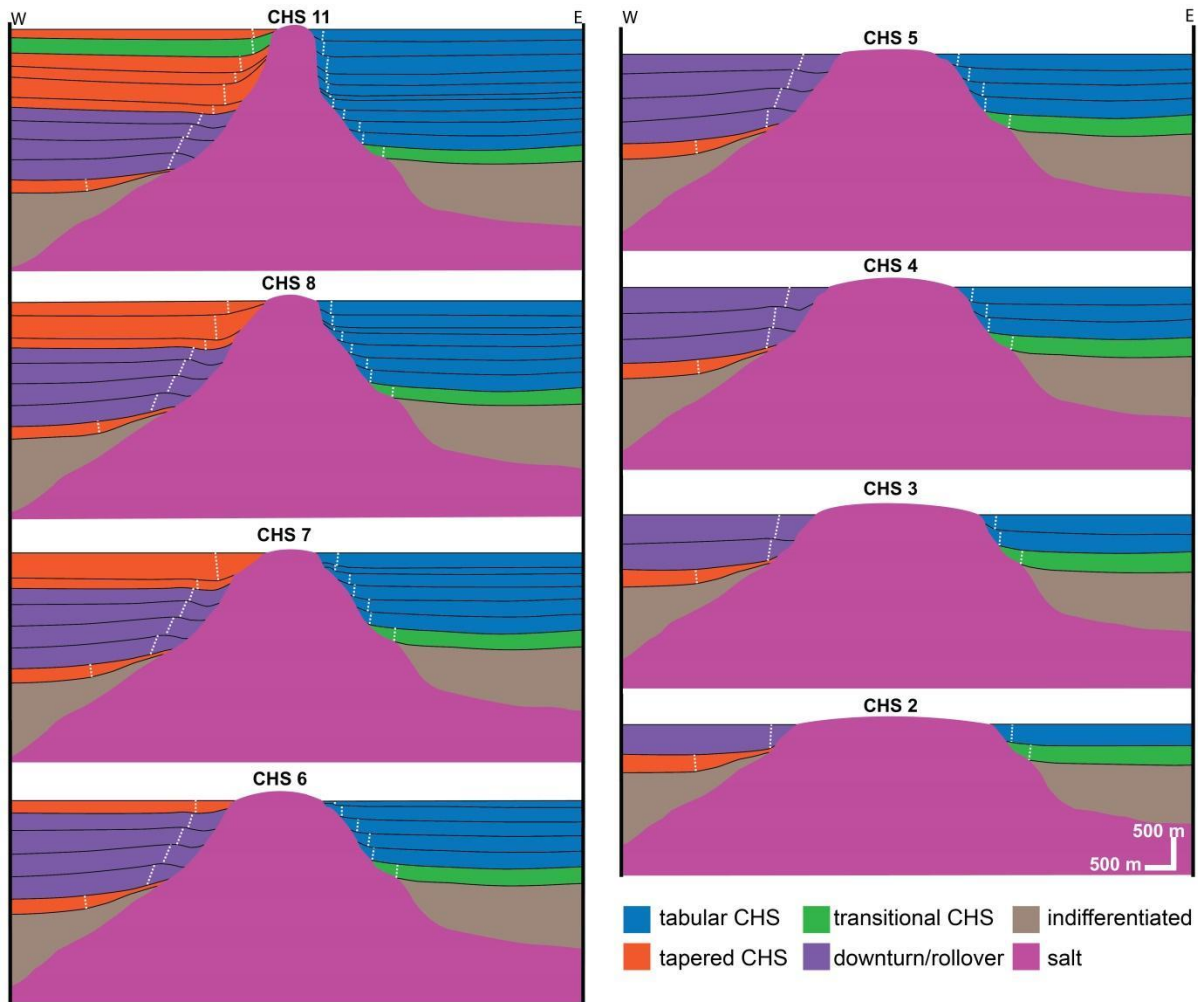 W
CHS 11
E
CHS 8
CHS 7
CHS 6
W
E
CHS 5
CHS 4
CHS 3
CHS 2
500 m
500 m
tabular CHS transitional CHS indifferentiated
tapered CHS downturn/rollover salt